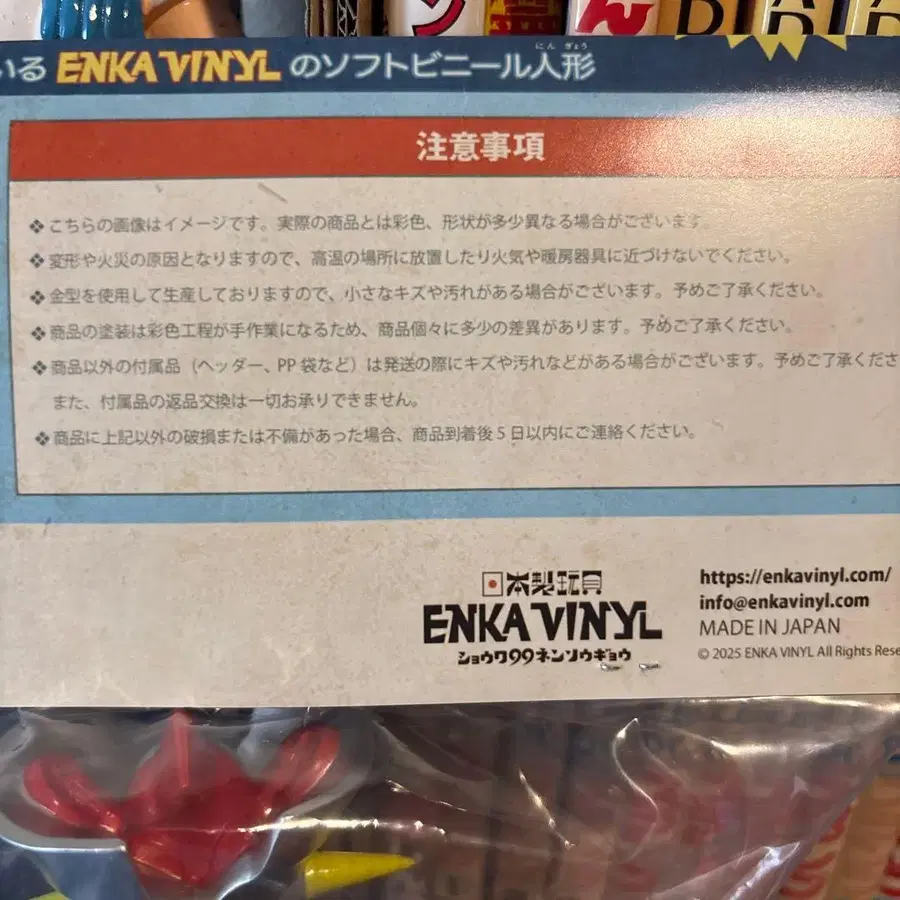 いる ENKA VINYL のソフトビニール人形
にん ぎょう
注意事項
❖こちらの画像はイメージです。実際の商品とは彩色、形状が多少異なる場合がございます。
❖変形や火災の原因となりますので、高温の場所に放置したり火気や暖房器具に近づけないでください。
❖金型を使用して生産しておりますので、小さなキズや汚れがある場合がございます。予めご了承ください。
❖商品の塗装は彩色工程が手作業になるため、商品個々に多少の差異があります。予めご了承ください。
❖商品以外の付属品（ヘッダー、PP 袋など）は発送の際にキズや汚れなどがある場合がございます。予めご了承くださ
また、付属品の返品交換は一切お承りできません。
❖商品に上記以外の破損または不備があった場合、商品到着後 5 日以内にご連絡ください。
日本製玩具
ENKA VINYL
ショウワ99ネンソウギョウ
https://enkavinyl.com/
info@enkavinyl.com
MADE IN JAPAN
© 2025 ENKA VINYL All Rights Rese